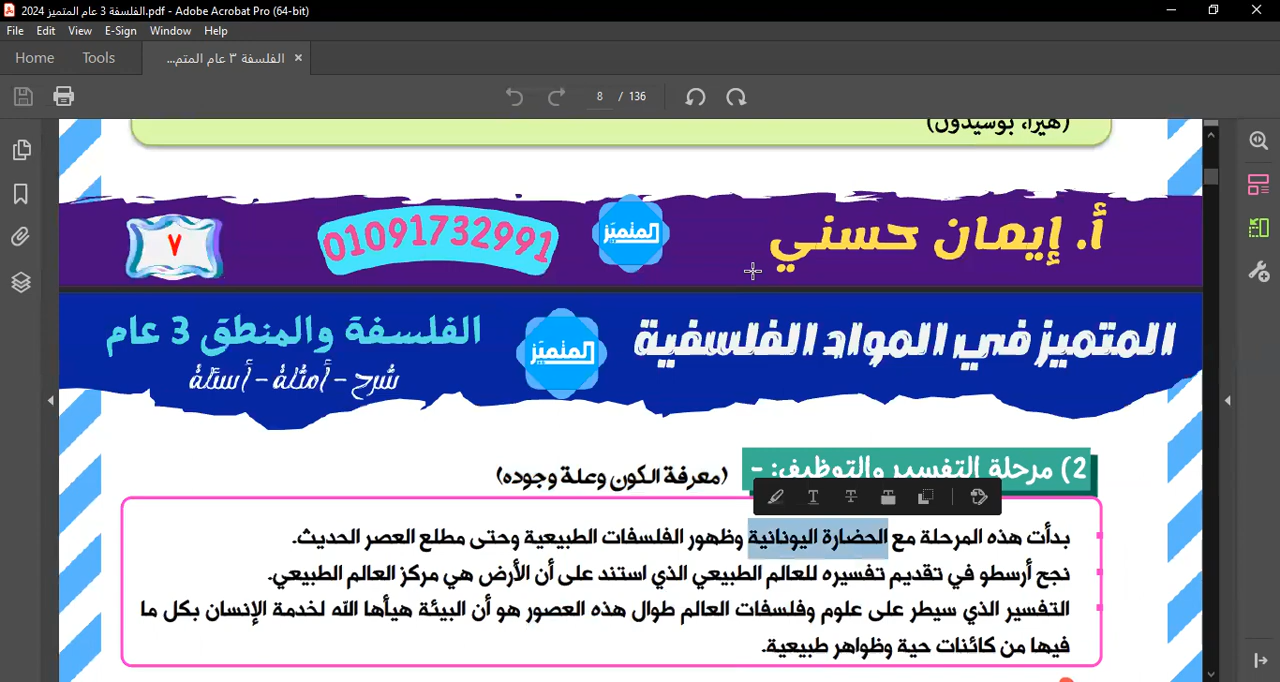 الفلسفة 3 عام المتميز 2024.pdf - Adobe Acrobat Pro (64-bit)
File Edit View E-Sign Window Help
Home Tools الفلسفة ٣ عام المتم... ×
8 / 136
(هيرا، بوسيدون)
أ. إيمان حسني
المتميز
01091732991
٧
المتميز في المواد الفلسفية
المتميز
الفلسفة والمنطق 3 عام
شرح - أمثلة - أسئلة
2) مرحلة التفسير والتوظيف: - (معرفة الكون وعلة وجوده)
بدأت هذه المرحلة مع الحضارة اليونانية وظهور الفلسفات الطبيعية وحتى مطلع العصر الحديث.
نجح أرسطو في تقديم تفسيره للعالم الطبيعي الذي استند على أن الأرض هي مركز العالم الطبيعي.
التفسير الذي سيطر على علوم وفلسفات العالم طوال هذه العصور هو أن البيئة هيأها الله لخدمة الإنسان بكل ما
فيها من كائنات حية وظواهر طبيعية.